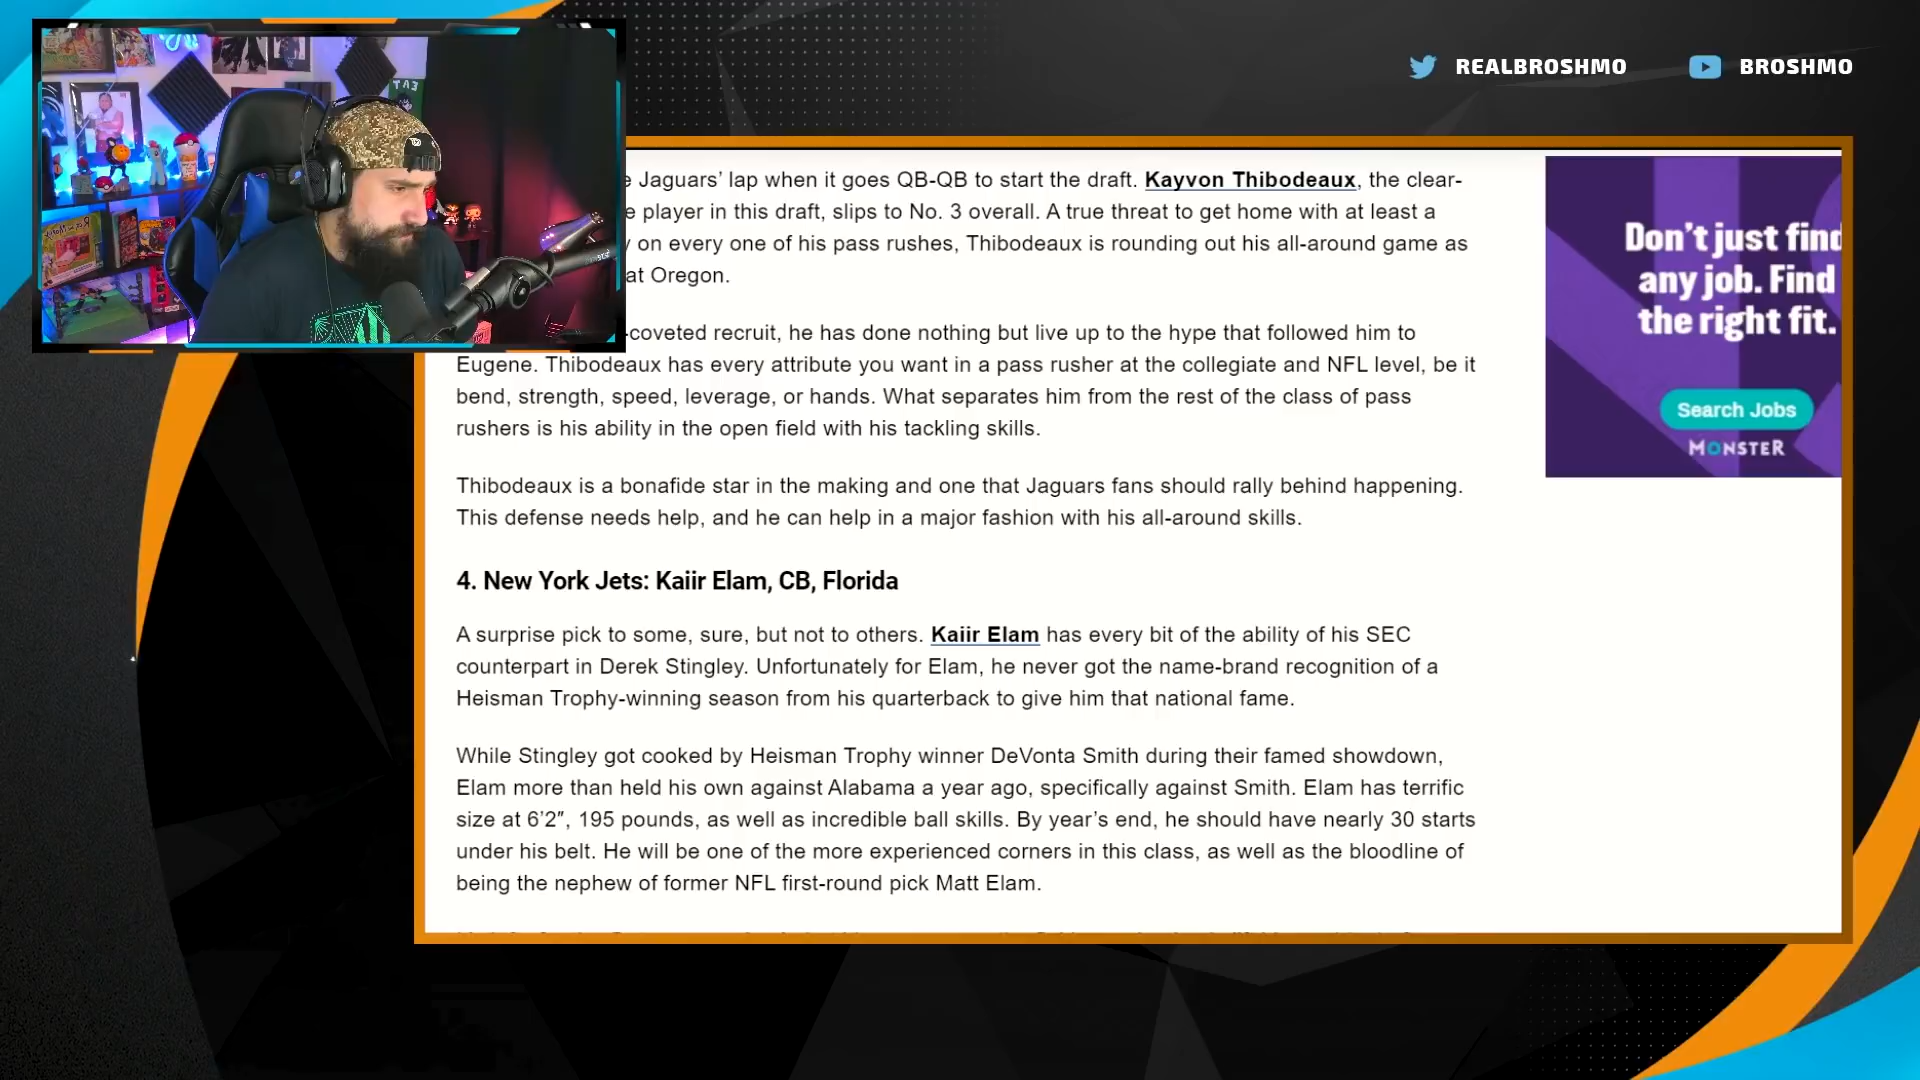 REALBROSHMO
BROSHMO
EAT
Jaguars’ lap when it goes QB-QB to start the draft. Kayvon Thibodeaux, the clear-
player in this draft, slips to No. 3 overall. A true threat to get home with at least a
on every one of his pass rushes, Thibodeaux is rounding out his all-around game as
at Oregon.
-coveted recruit, he has done nothing but live up to the hype that followed him to
Eugene. Thibodeaux has every attribute you want in a pass rusher at the collegiate and NFL level, be it
bend, strength, speed, leverage, or hands. What separates him from the rest of the class of pass
rushers is his ability in the open field with his tackling skills.
Thibodeaux is a bonafide star in the making and one that Jaguars fans should rally behind happening.
This defense needs help, and he can help in a major fashion with his all-around skills.
4. New York Jets: Kaiir Elam, CB, Florida
A surprise pick to some, sure, but not to others. Kaiir Elam has every bit of the ability of his SEC
counterpart in Derek Stingley. Unfortunately for Elam, he never got the name-brand recognition of a
Heisman Trophy-winning season from his quarterback to give him that national fame.
While Stingley got cooked by Heisman Trophy winner DeVonta Smith during their famed showdown,
Elam more than held his own against Alabama a year ago, specifically against Smith. Elam has terrific
size at 6’2″, 195 pounds, as well as incredible ball skills. By year’s end, he should have nearly 30 starts
under his belt. He will be one of the more experienced corners in this class, as well as the bloodline of
being the nephew of former NFL first-round pick Matt Elam.
Don’t just find
any job. Find
the right fit.
Search Jobs
MONSTER